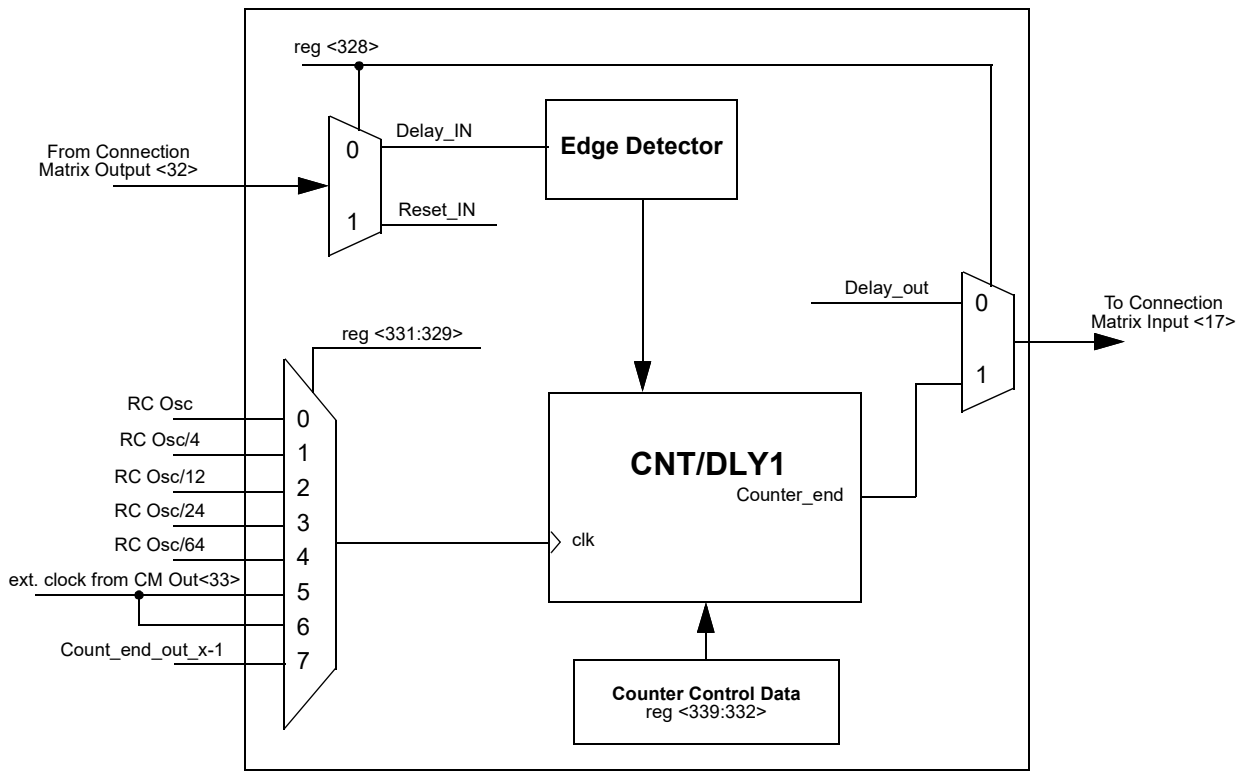 reg <328>
From Connection
Matrix Output <32>
0
Delay_IN
Edge Detector
1
Reset_IN
Delay_out
0
To Connection
Matrix Input <17>
1
reg <331:329>
RC Osc
0
RC Osc/4
1
RC Osc/12
2
RC Osc/24
3
RC Osc/64
4
ext. clock from CM Out<33>
5
6
Count_end_out_x-1
7
CNT/DLY1
Counter_end
clk
Counter Control Data
reg <339:332>